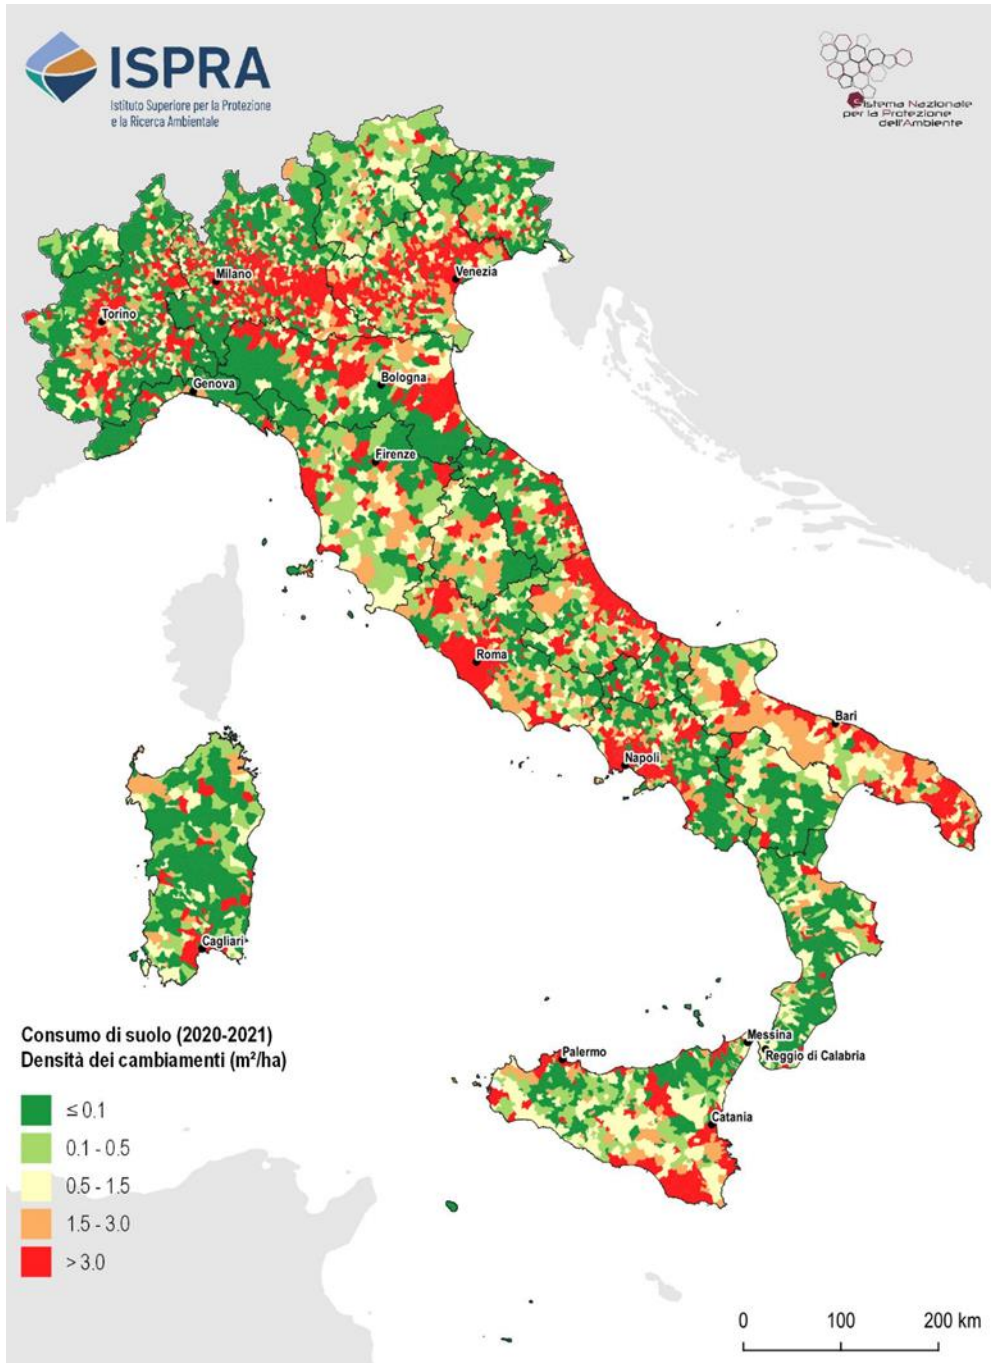 ISPRA
Istituto Superiore per la Protezione
e la Ricerca Ambientale
Sistema Nazionale
per la Protezione
dell'Ambiente
Milano
Venezia
Torino
Genova
Bologna
Firenze
Roma
Bari
Napoli
Cagliari
Messina
Reggio di Calabria
Palermo
Catania
Consumo di suolo (2020-2021)
Densità dei cambiamenti (m²/ha)
≤ 0.1
0.1 - 0.5
0.5 - 1.5
1.5 - 3.0
> 3.0
0 100 200 km